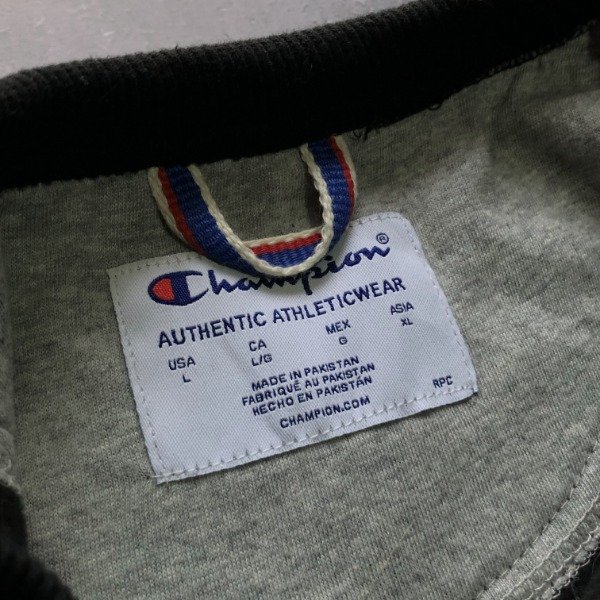 Champion®
AUTHENTIC ATHLETICWEAR
USA CA MEX ASIA
L L/G G XL
MADE IN PAKISTAN
FABRIQUÉ AU PAKISTAN
HECHO EN PAKISTÁN
RPC
CHAMPION.COM